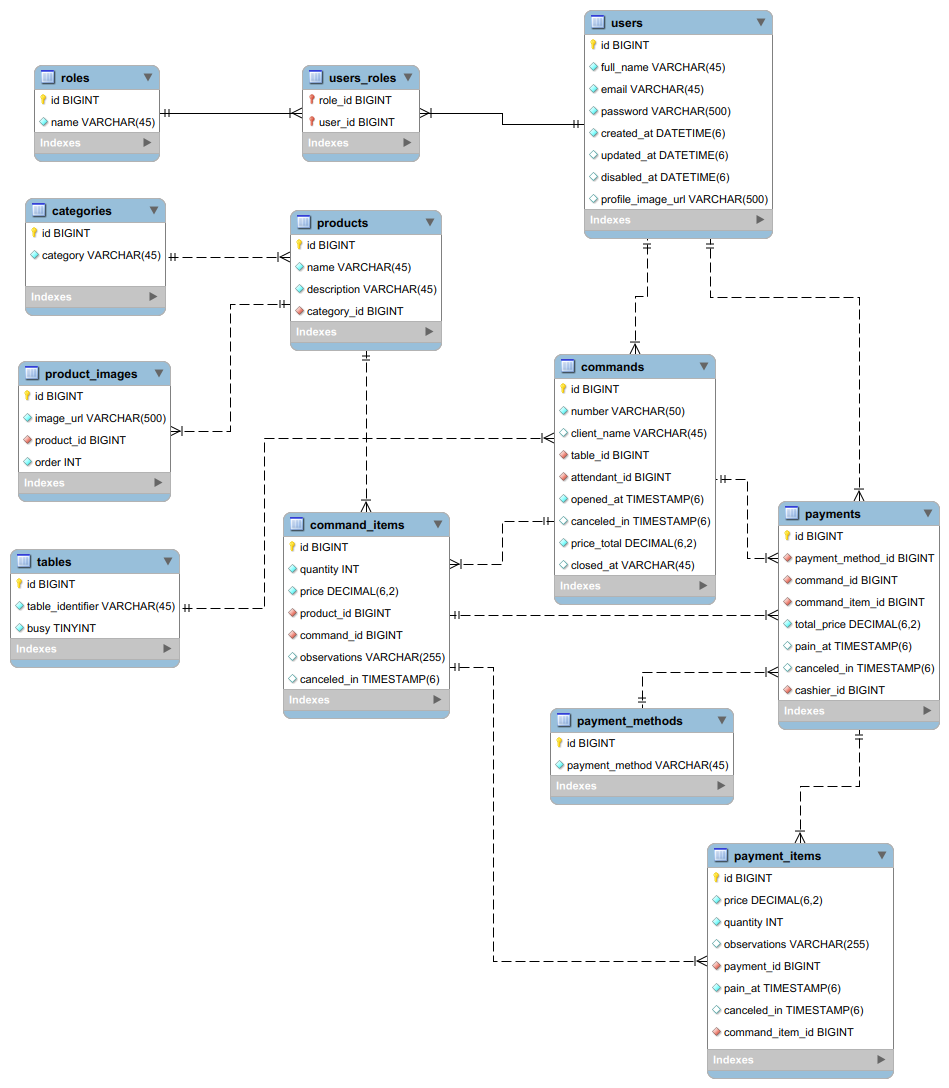 users
id BIGINT
full_name VARCHAR(45)
email VARCHAR(45)
password VARCHAR(500)
created_at DATETIME(6)
updated_at DATETIME(6)
disabled_at DATETIME(6)
profile_image_url VARCHAR(500)
Indexes
roles
id BIGINT
name VARCHAR(45)
Indexes
users_roles
role_id BIGINT
user_id BIGINT
Indexes
categories
id BIGINT
category VARCHAR(45)
Indexes
products
id BIGINT
name VARCHAR(45)
description VARCHAR(45)
category_id BIGINT
Indexes
product_images
id BIGINT
image_url VARCHAR(500)
product_id BIGINT
order INT
Indexes
commands
id BIGINT
number VARCHAR(50)
client_name VARCHAR(45)
table_id BIGINT
attendant_id BIGINT
opened_at TIMESTAMP(6)
canceled_in TIMESTAMP(6)
price_total DECIMAL(6,2)
closed_at VARCHAR(45)
Indexes
command_items
id BIGINT
quantity INT
price DECIMAL(6,2)
product_id BIGINT
command_id BIGINT
observations VARCHAR(255)
canceled_in TIMESTAMP(6)
Indexes
tables
id BIGINT
table_identifier VARCHAR(45)
busy TINYINT
Indexes
payments
id BIGINT
payment_method_id BIGINT
command_id BIGINT
command_item_id BIGINT
total_price DECIMAL(6,2)
pain_at TIMESTAMP(6)
canceled_in TIMESTAMP(6)
cashier_id BIGINT
Indexes
payment_methods
id BIGINT
payment_method VARCHAR(45)
Indexes
payment_items
id BIGINT
price DECIMAL(6,2)
quantity INT
observations VARCHAR(255)
payment_id BIGINT
pain_at TIMESTAMP(6)
canceled_in TIMESTAMP(6)
command_item_id BIGINT
Indexes